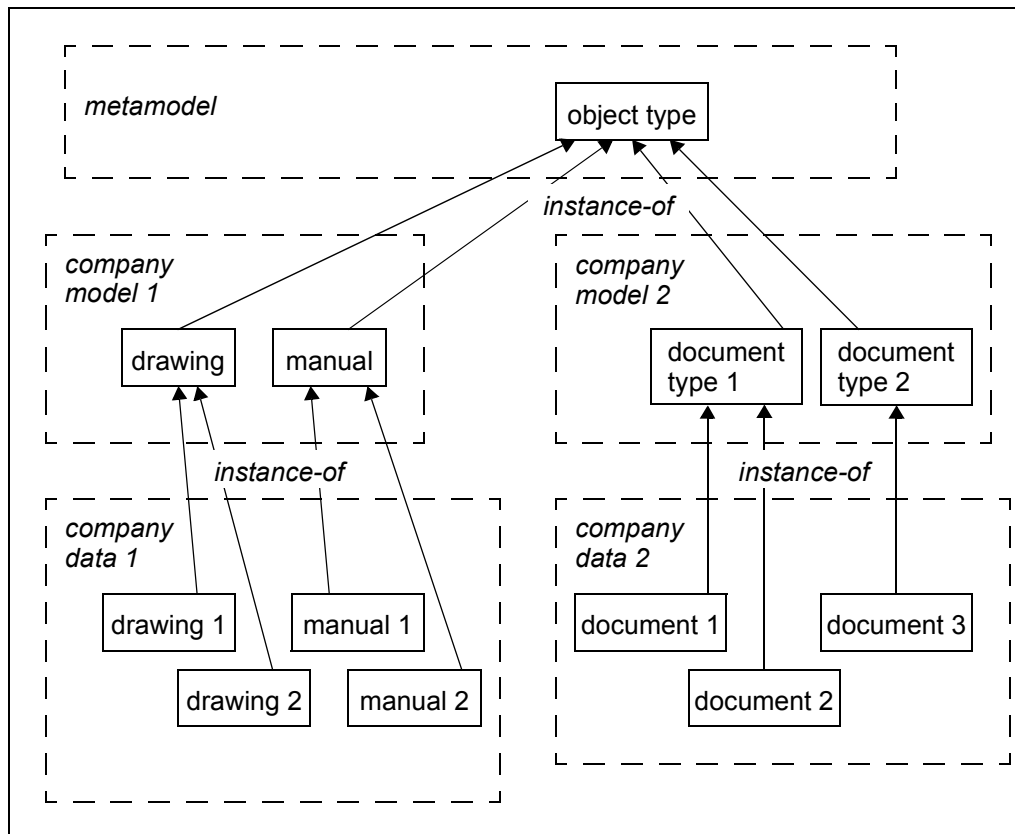 metamodel
object type
instance-of
company
model 1
drawing
manual
company
model 2
document
type 1
document
type 2
instance-of
instance-of
company
data 1
drawing 1
manual 1
drawing 2
manual 2
company
data 2
document 1
document 3
document 2